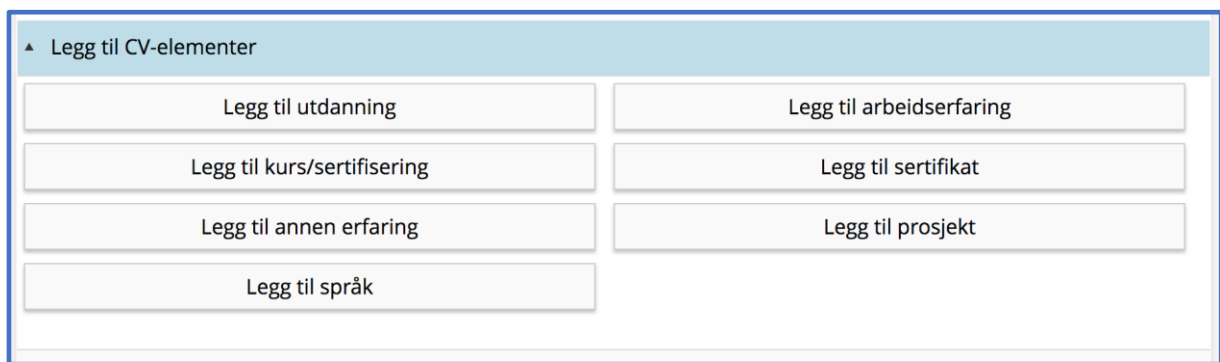 Legg til CV-elementer
Legg til utdanning
Legg til arbeidserfaring
Legg til kurs/sertifisering
Legg til sertifikat
Legg til annen erfaring
Legg til prosjekt
Legg til språk